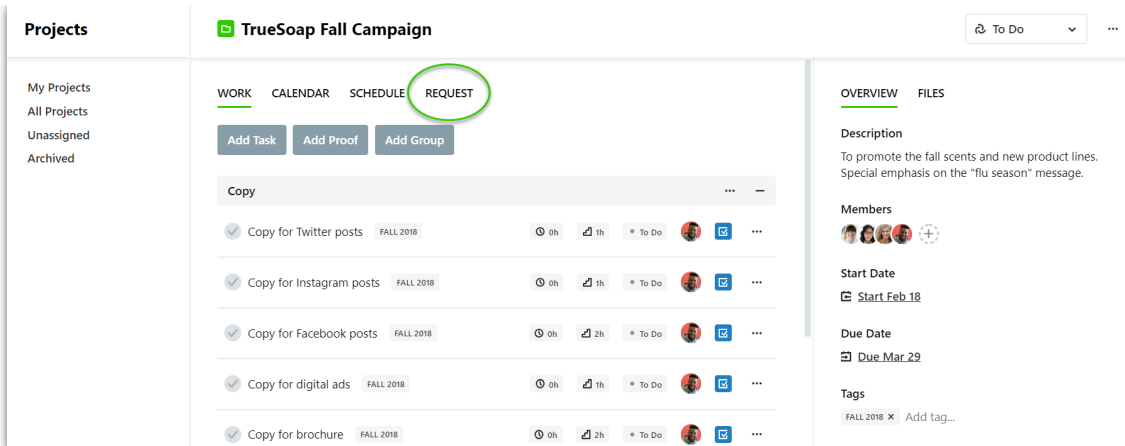 Projects
TrueSoap Fall Campaign
To Do
My Projects
All Projects
Unassigned
Archived
WORK CALENDAR SCHEDULE REQUEST
Add Task Add Proof Add Group
Copy
Copy for Twitter posts FALL 2018 0h 1h To Do
Copy for Instagram posts FALL 2018 0h 1h To Do
Copy for Facebook posts FALL 2018 0h 2h To Do
Copy for digital ads FALL 2018 0h 1h To Do
Copy for brochure FALL 2018 0h 2h To Do
OVERVIEW FILES
Description
To promote the fall scents and new product lines.
Special emphasis on the "flu season" message.
Members
Start Date
Start Feb 18
Due Date
Due Mar 29
Tags
FALL 2018 × Add tag...